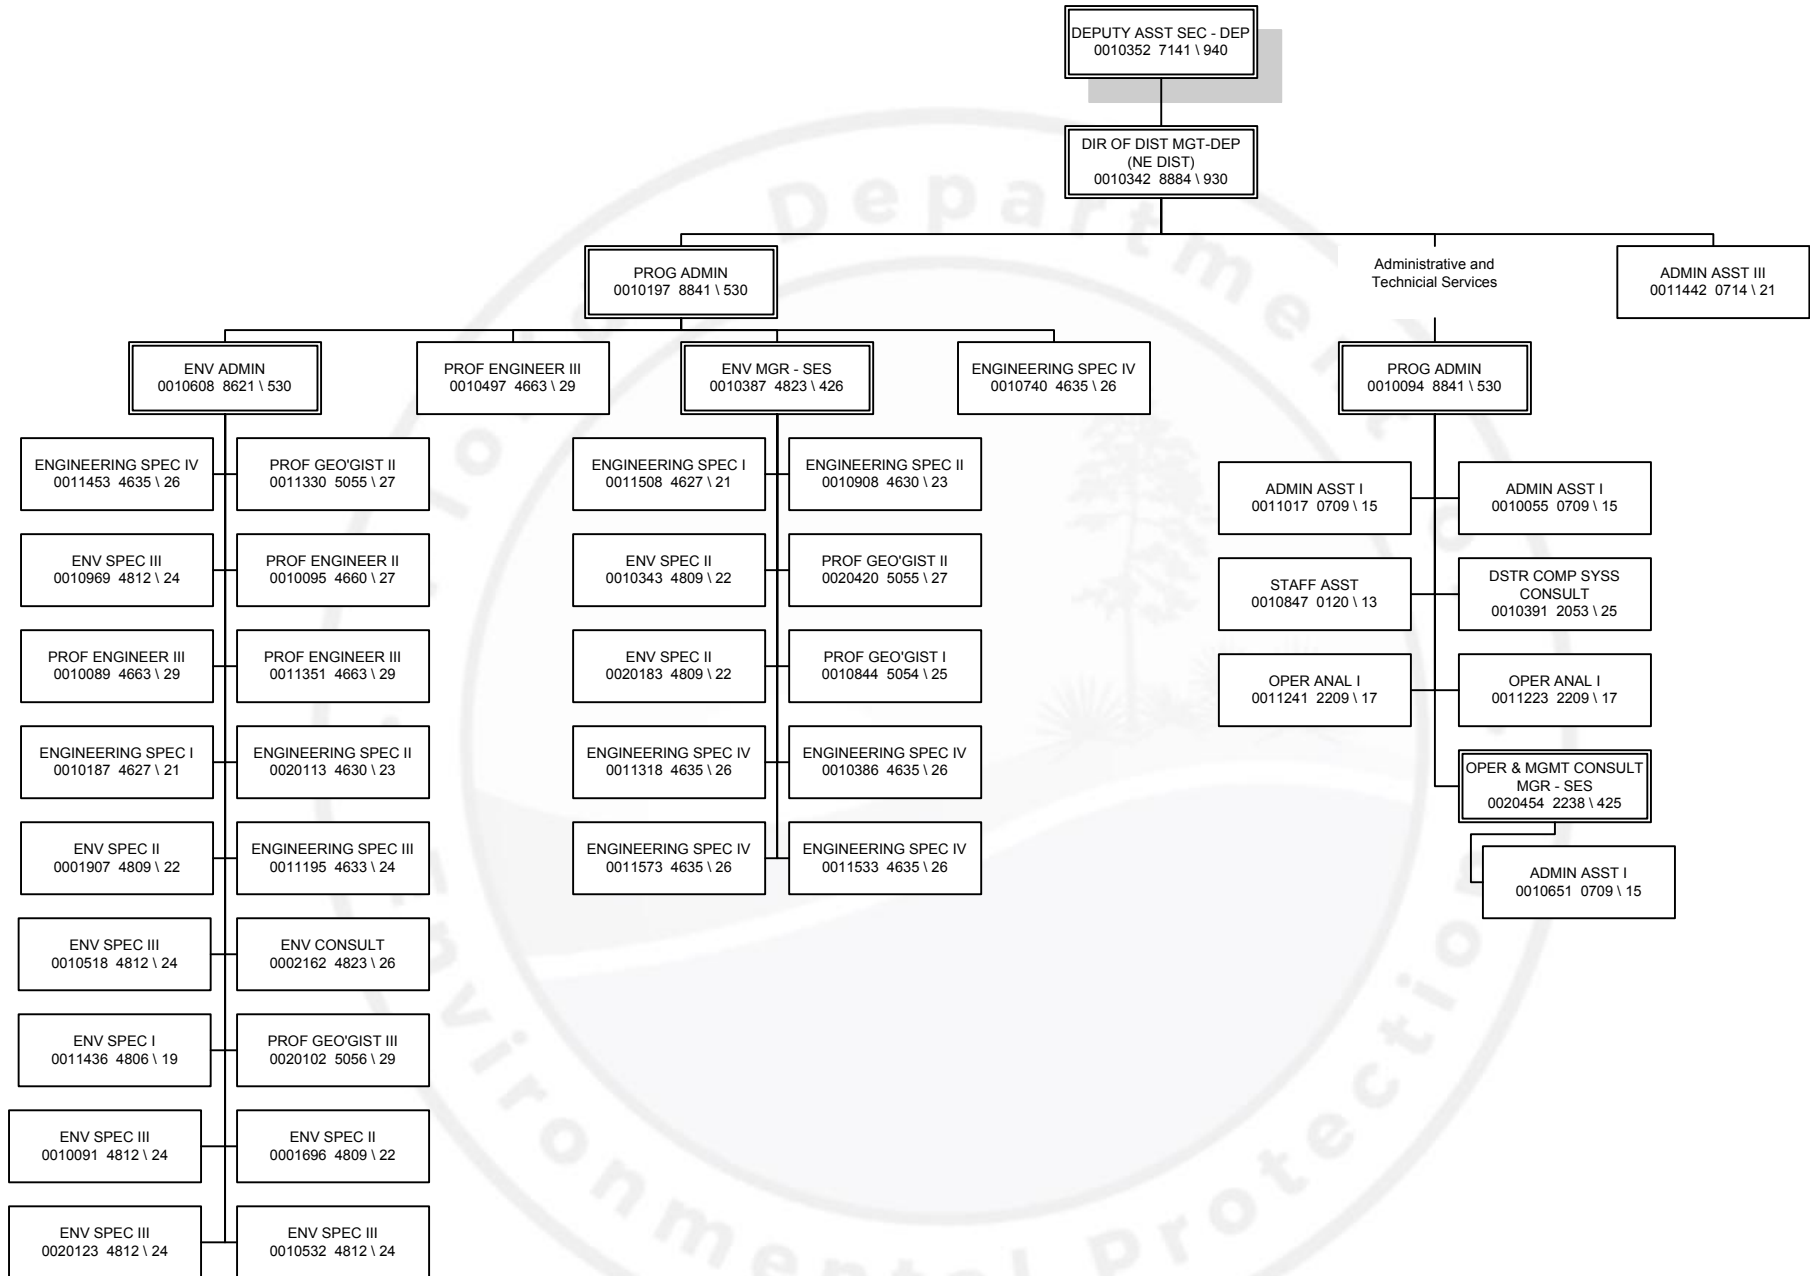 DEPUTY ASST SEC - DEP
0010352 7141 \ 940
DIR OF DIST MGT-DEP
(NE DIST)
0010342 8884 \ 930
PROG ADMIN
0010197 8841 \ 530
Administrative and
Technicial Services
ADMIN ASST III
0011442 0714 \ 21
ENV ADMIN
0010608 8621 \ 530
PROF ENGINEER III
0010497 4663 \ 29
ENV MGR - SES
0010387 4823 \ 426
ENGINEERING SPEC IV
0010740 4635 \ 26
PROG ADMIN
0010094 8841 \ 530
ENGINEERING SPEC IV
0011453 4635 \ 26
PROF GEO'GIST II
0011330 5055 \ 27
ENV SPEC III
0010969 4812 \ 24
PROF ENGINEER II
0010095 4660 \ 27
PROF ENGINEER III
0010089 4663 \ 29
PROF ENGINEER III
0011351 4663 \ 29
ENGINEERING SPEC I
0010187 4627 \ 21
ENGINEERING SPEC II
0020113 4630 \ 23
ENV SPEC II
0001907 4809 \ 22
ENGINEERING SPEC III
0011195 4633 \ 24
ENV SPEC III
0010518 4812 \ 24
ENV CONSULT
0002162 4823 \ 26
ENV SPEC I
0011436 4806 \ 19
PROF GEO'GIST III
0020102 5056 \ 29
ENV SPEC III
0010091 4812 \ 24
ENV SPEC II
0001696 4809 \ 22
ENV SPEC III
0020123 4812 \ 24
ENV SPEC III
0010532 4812 \ 24
ENGINEERING SPEC I
0011508 4627 \ 21
ENGINEERING SPEC II
0010908 4630 \ 23
ENV SPEC II
0010343 4809 \ 22
PROF GEO'GIST II
0020420 5055 \ 27
ENV SPEC II
0020183 4809 \ 22
PROF GEO'GIST I
0010844 5054 \ 25
ENGINEERING SPEC IV
0011318 4635 \ 26
ENGINEERING SPEC IV
0010386 4635 \ 26
ENGINEERING SPEC IV
0011573 4635 \ 26
ENGINEERING SPEC IV
0011533 4635 \ 26
ADMIN ASST I
0011017 0709 \ 15
ADMIN ASST I
0010055 0709 \ 15
STAFF ASST
0010847 0120 \ 13
DSTR COMP SYSS
CONSULT
0010391 2053 \ 25
OPER ANAL I
0011241 2209 \ 17
OPER ANAL I
0011223 2209 \ 17
OPER & MGMT CONSULT
MGR - SES
0020454 2238 \ 425
ADMIN ASST I
0010651 0709 \ 15
Department of
Environmental Protection